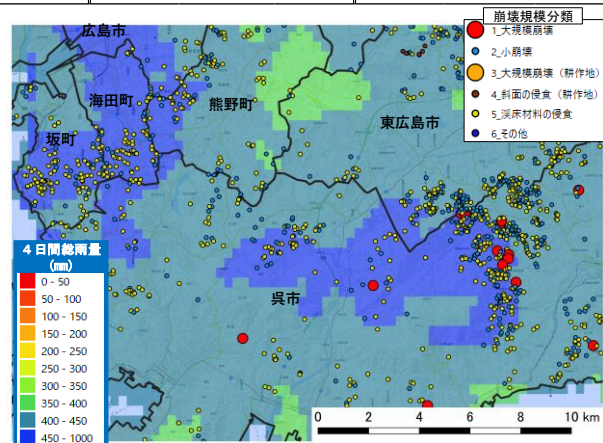 崩壊規模分類
1_大規模崩壊
2_小崩壊
3_大規模崩壊（耕作地）
4_斜面の侵食（耕作地）
5_渓床材料の侵食
6_その他
広島市
海田町
熊野町
坂町
東広島市
呉市
4日間総雨量
(mm)
0 - 50
50 - 100
100 - 150
150 - 200
200 - 250
250 - 300
300 - 350
350 - 400
400 - 450
450 - 1000
0 2 4 6 8 10 km